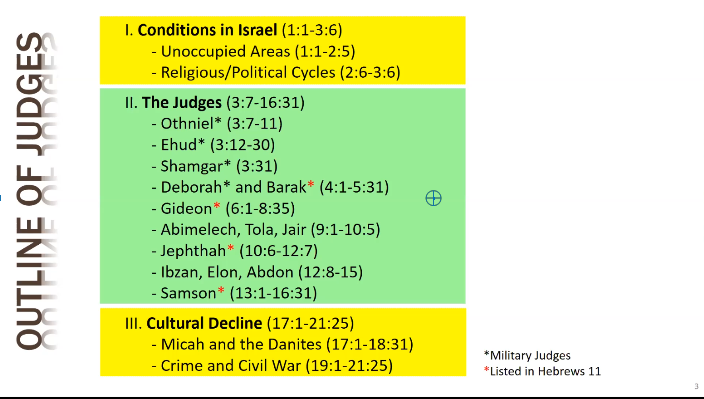 OUTLINE OF JUDGES
I. Conditions in Israel (1:1-3:6)
- Unoccupied Areas (1:1-2:5)
- Religious/Political Cycles (2:6-3:6)
II. The Judges (3:7-16:31)
- Othniel* (3:7-11)
- Ehud* (3:12-30)
- Shamgar* (3:31)
- Deborah* and Barak* (4:1-5:31)
- Gideon* (6:1-8:35)
- Abimelech, Tola, Jair (9:1-10:5)
- Jephthah* (10:6-12:7)
- Ibzan, Elon, Abdon (12:8-15)
- Samson* (13:1-16:31)
III. Cultural Decline (17:1-21:25)
- Micah and the Danites (17:1-18:31)
- Crime and Civil War (19:1-21:25)
*Military Judges
*Listed in Hebrews 11
3